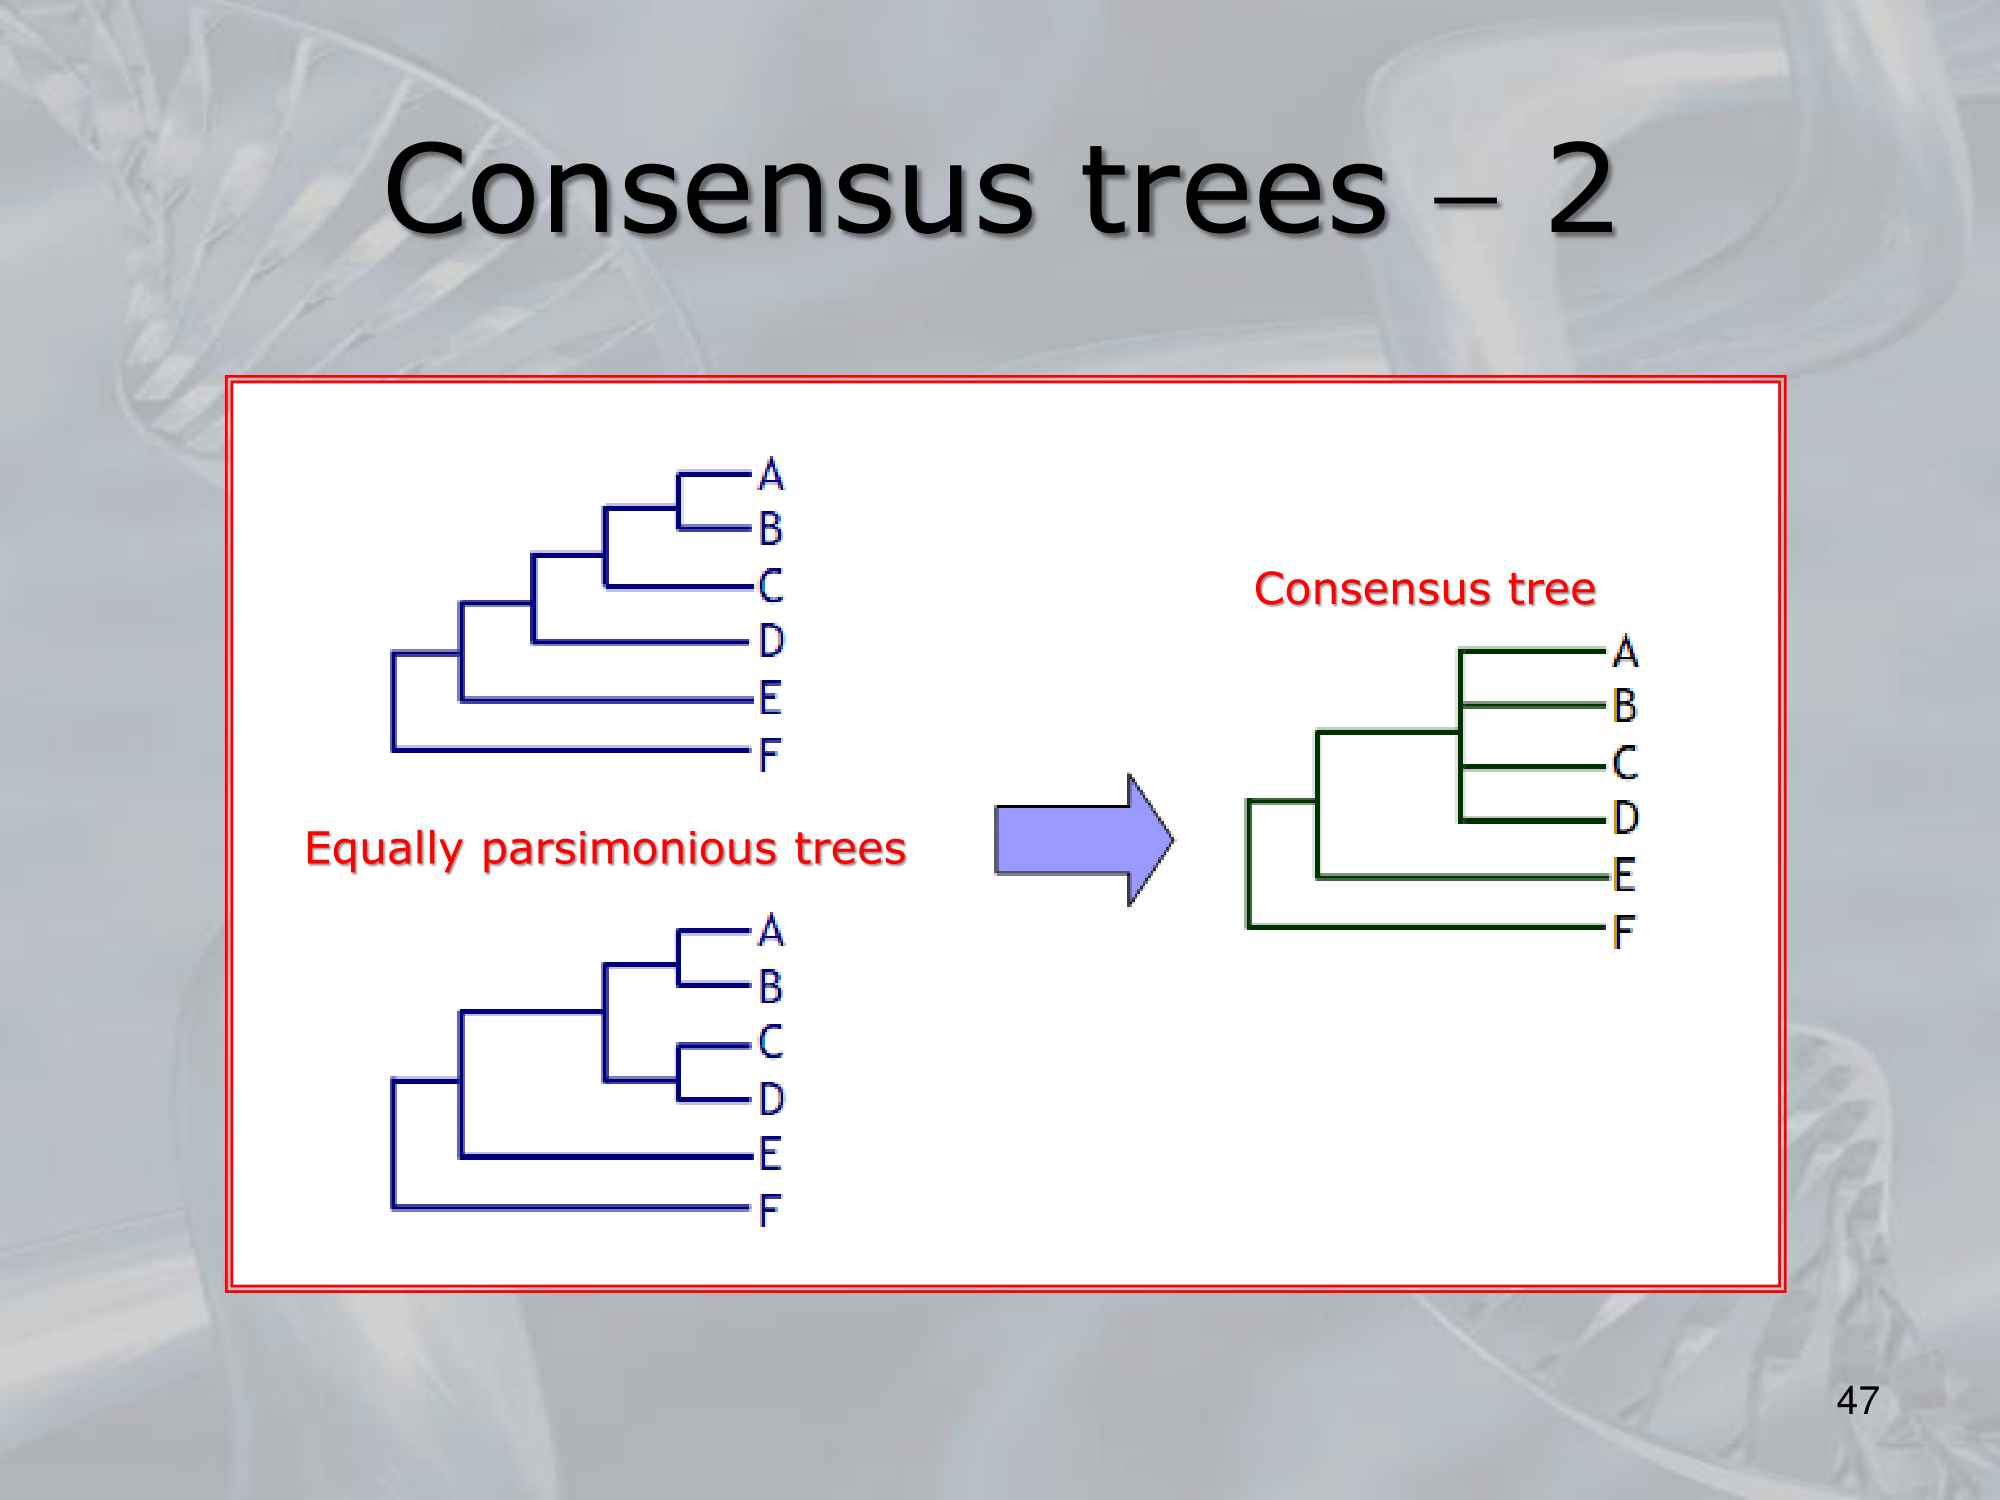 Consensus trees – 2
A
B
C
D
E
F
Equally parsimonious trees
A
B
C
D
E
F
Consensus tree
A
B
C
D
E
F
47